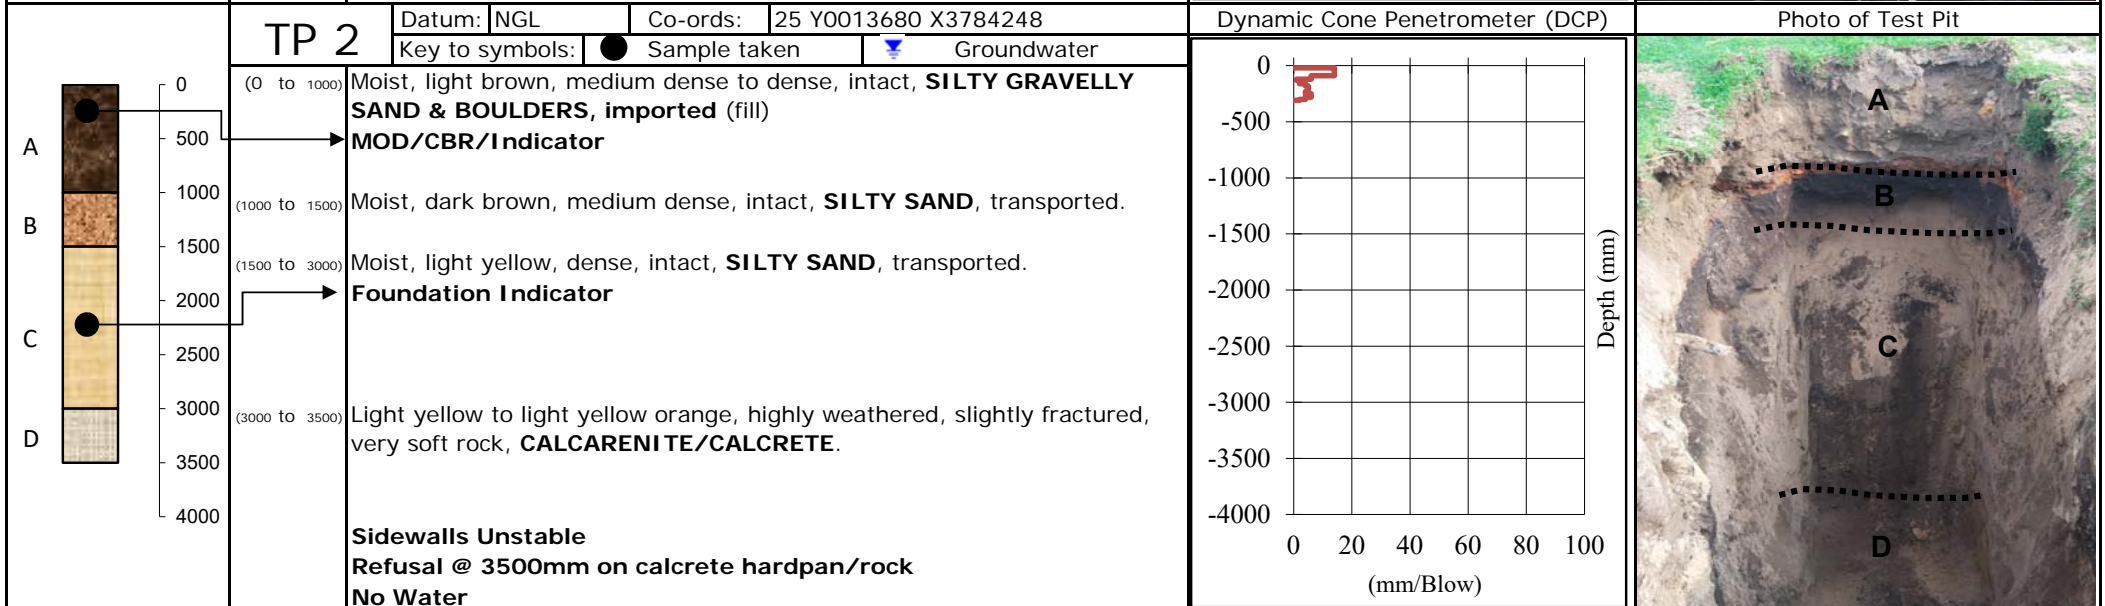 TP 2
Datum: NGL Co-ords: 25 Y0013680 X3784248
Key to symbols: Sample taken Groundwater
Dynamic Cone Penetrometer (DCP)
Photo of Test Pit
A
B
C
D
0
500
1000
1500
2000
2500
3000
3500
4000
(0 to 1000) Moist, light brown, medium dense to dense, intact, SILTY GRAVELLY
SAND & BOULDERS, imported (fill)
MOD/CBR/Indicator
(1000 to 1500) Moist, dark brown, medium dense, intact, SILTY SAND, transported.
(1500 to 3000) Moist, light yellow, dense, intact, SILTY SAND, transported.
Foundation Indicator
(3000 to 3500) Light yellow to light yellow orange, highly weathered, slightly fractured,
very soft rock, CALCARENITE/CALCRETE.
Sidewalls Unstable
Refusal @ 3500mm on calcrete hardpan/rock
No Water
0
-500
-1000
-1500
-2000
-2500
-3000
-3500
-4000
0 20 40 60 80 100
(mm/Blow)
Depth (mm)
A
B
C
D